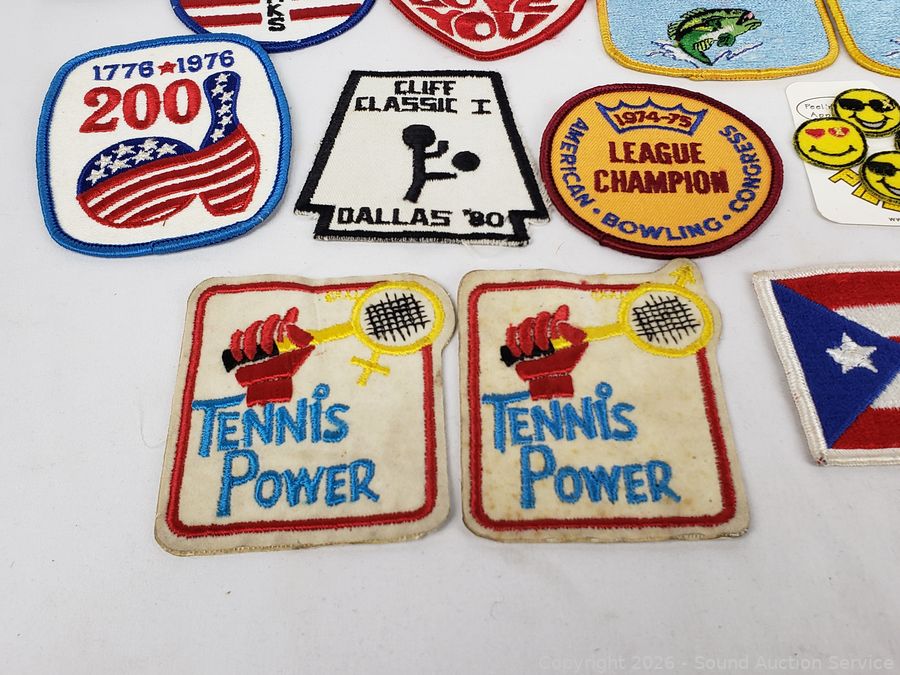 YOU
1776 ★ 1976
200
CLIFF
CLASSIC I
DALLAS '80
1974-75
LEAGUE
CHAMPION
AMERICAN • BOWLING • CONGRESS
TENNIS
POWER
TENNIS
POWER
Copyright 2026 - Sound Auction Service